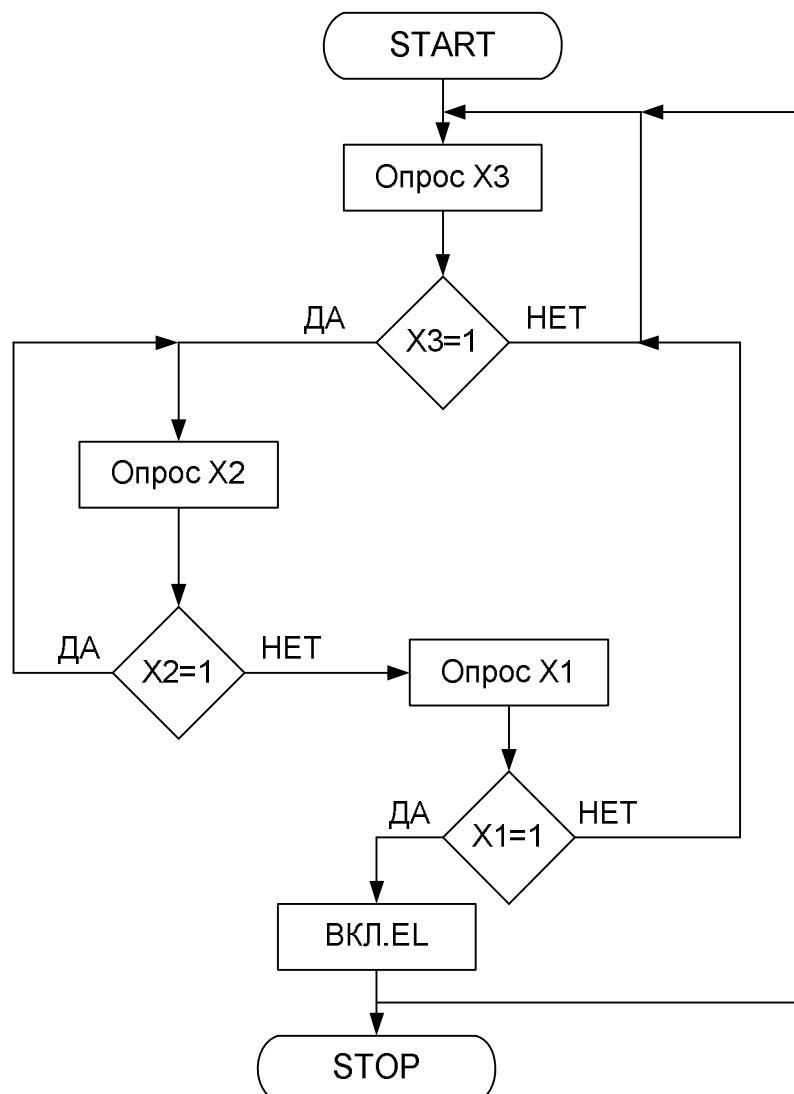 START
Опрос X3
ДА
X3=1
НЕТ
Опрос X2
ДА
X2=1
НЕТ
Опрос X1
ДА
X1=1
НЕТ
ВКЛ.EL
STOP